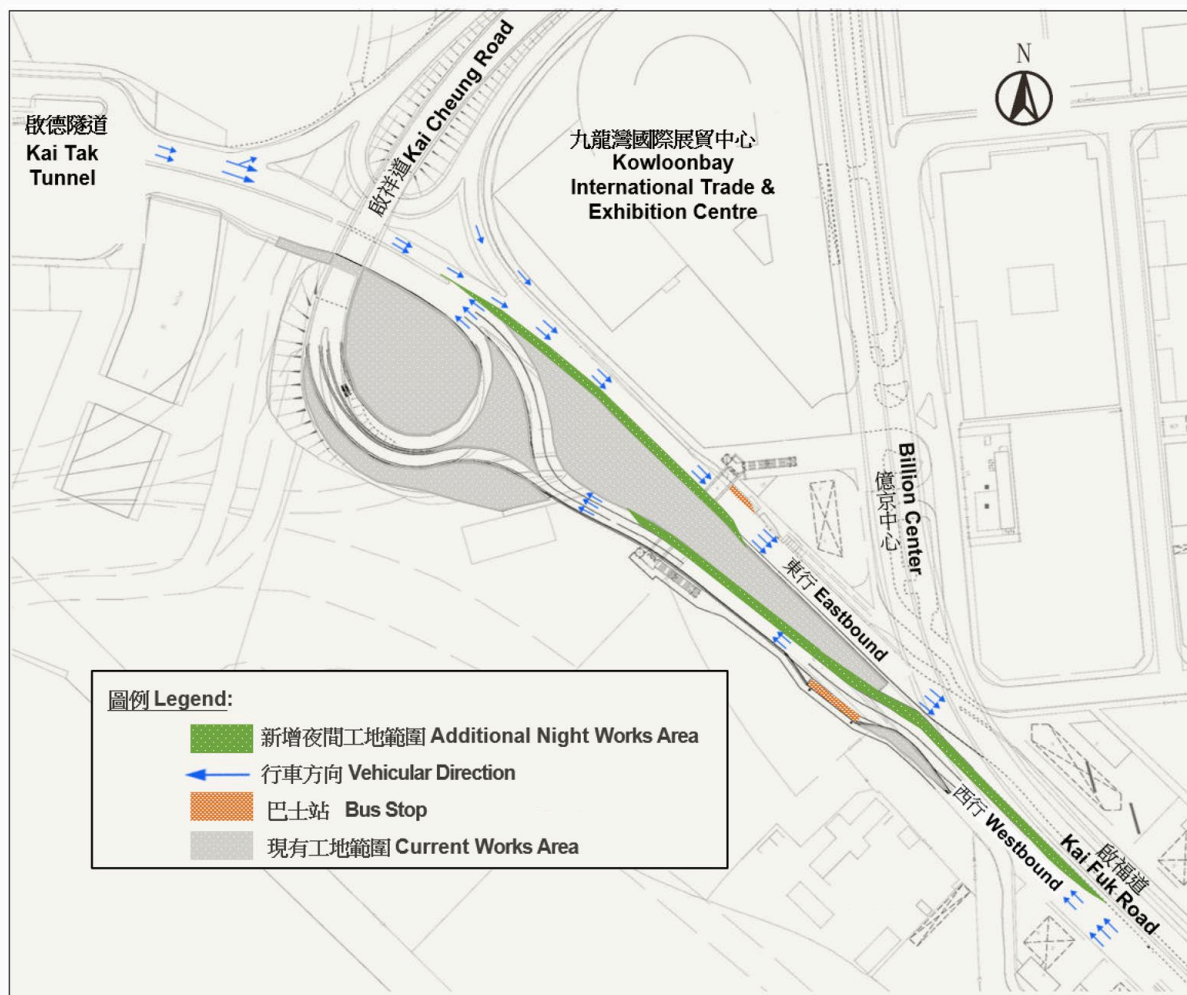 N
啟德隧道
Kai Tak
Tunnel
啟祥道 Kai Cheung Road
九龍灣國際展貿中心
Kowloonbay
International Trade &
Exhibition Centre
Billion Center
億京中心
東行 Eastbound
西行 Westbound
啟福道
Kai Fuk Road
圖例 Legend:
新增夜間工地範圍 Additional Night Works Area
行車方向 Vehicular Direction
巴士站 Bus Stop
現有工地範圍 Current Works Area